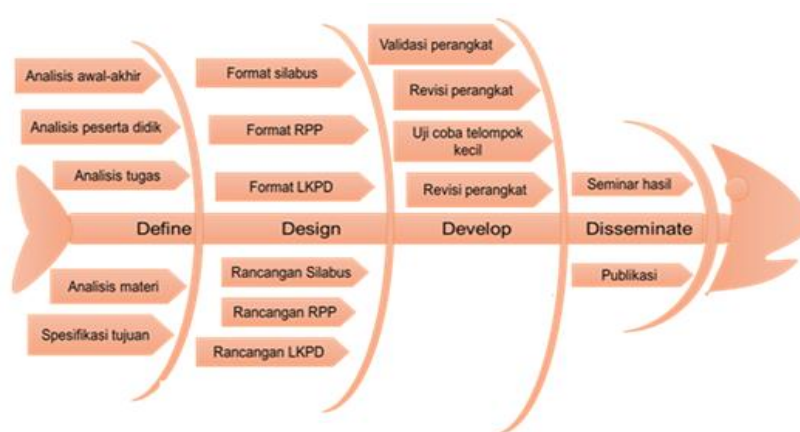 Analisis awal-akhir
Analisis peserta didik
Analisis tugas
Format silabus
Format RPP
Format LKPD
Validasi perangkat
Revisi perangkat
Uji coba telompok
kecil
Revisi perangkat
Seminar hasil
Define
Design
Develop
Disseminate
Analisis materi
Spesifikasi tujuan
Rancangan Silabus
Rancangan RPP
Rancangan LKPD
Publikasi